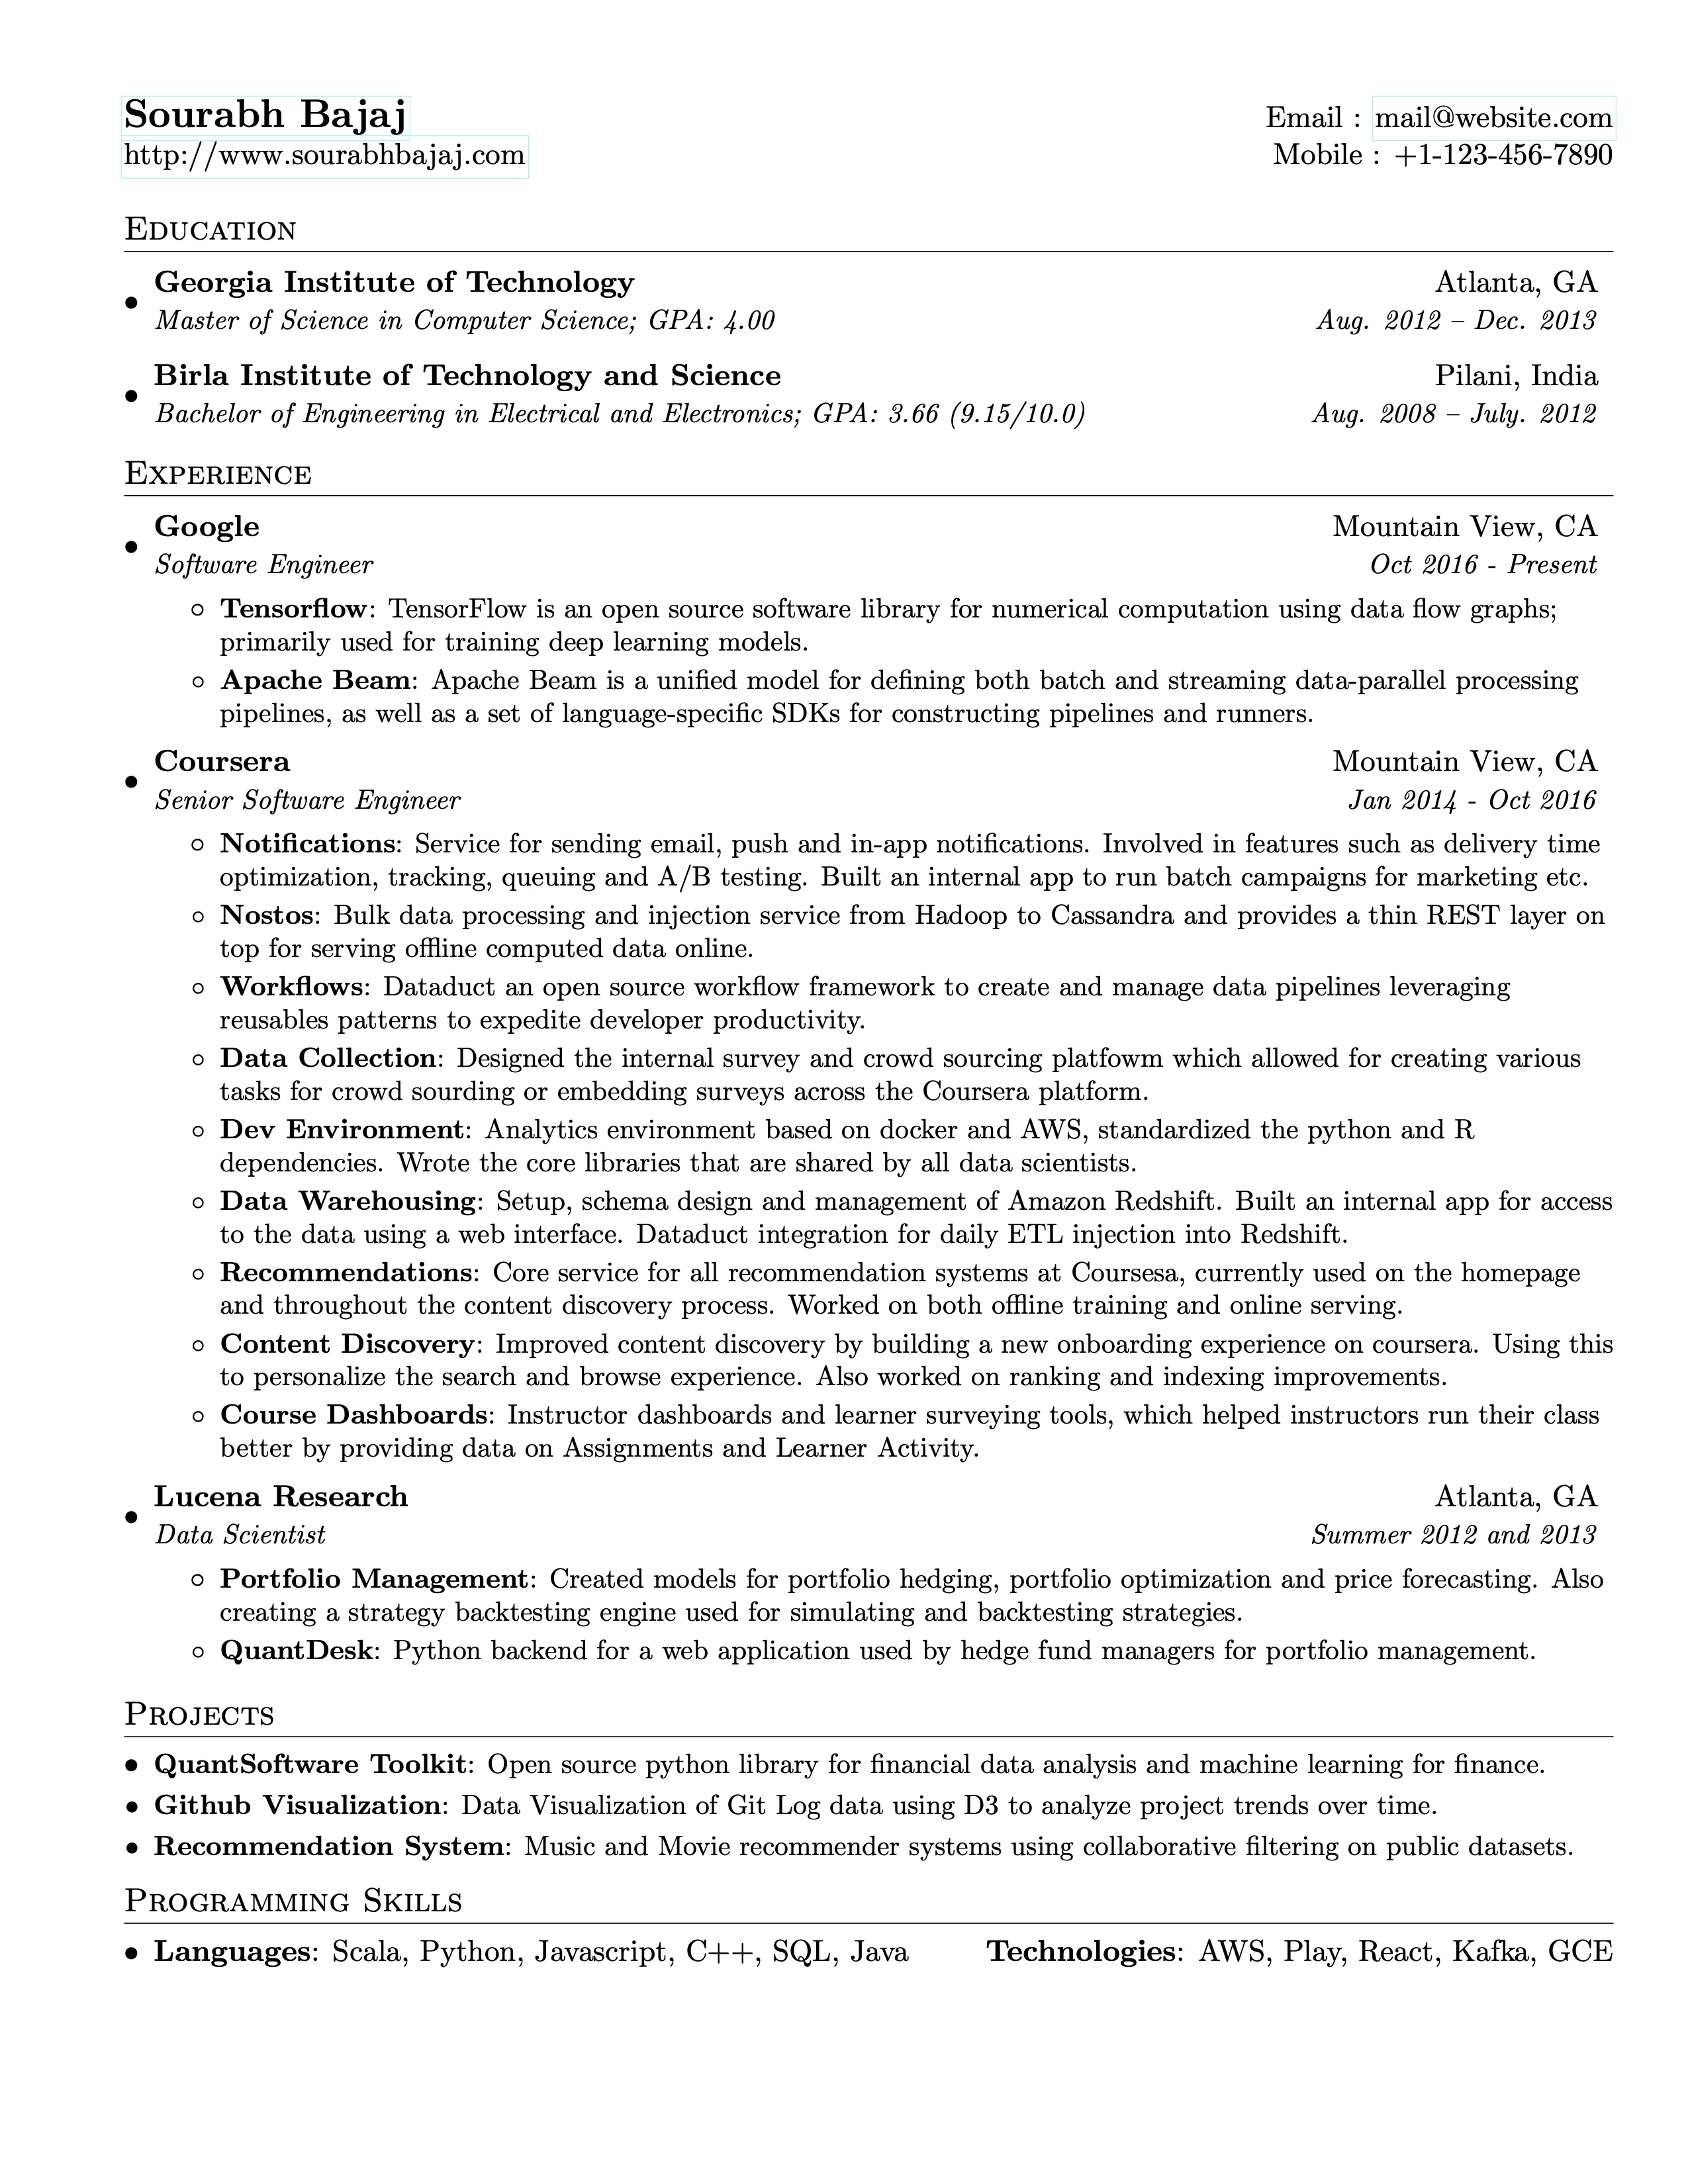 Sourabh Bajaj
Email : mail@website.com
http://www.sourabhbajaj.com
Mobile : +1-123-456-7890
Education
• Georgia Institute of Technology
Atlanta, GA
Master of Science in Computer Science; GPA: 4.00
Aug. 2012 – Dec. 2013
• Birla Institute of Technology and Science
Pilani, India
Bachelor of Engineering in Electrical and Electronics; GPA: 3.66 (9.15/10.0)
Aug. 2008 – July. 2012
Experience
• Google
Mountain View, CA
Software Engineer
Oct 2016 - Present
◦ Tensorflow: TensorFlow is an open source software library for numerical computation using data flow graphs;
primarily used for training deep learning models.
◦ Apache Beam: Apache Beam is a unified model for defining both batch and streaming data-parallel processing
pipelines, as well as a set of language-specific SDKs for constructing pipelines and runners.
• Coursera
Mountain View, CA
Senior Software Engineer
Jan 2014 - Oct 2016
◦ Notifications: Service for sending email, push and in-app notifications. Involved in features such as delivery time
optimization, tracking, queuing and A/B testing. Built an internal app to run batch campaigns for marketing etc.
◦ Nostos: Bulk data processing and injection service from Hadoop to Cassandra and provides a thin REST layer on
top for serving offline computed data online.
◦ Workflows: Dataduct an open source workflow framework to create and manage data pipelines leveraging
reusables patterns to expedite developer productivity.
◦ Data Collection: Designed the internal survey and crowd sourcing platfowm which allowed for creating various
tasks for crowd sourding or embedding surveys across the Coursera platform.
◦ Dev Environment: Analytics environment based on docker and AWS, standardized the python and R
dependencies. Wrote the core libraries that are shared by all data scientists.
◦ Data Warehousing: Setup, schema design and management of Amazon Redshift. Built an internal app for access
to the data using a web interface. Dataduct integration for daily ETL injection into Redshift.
◦ Recommendations: Core service for all recommendation systems at Coursesa, currently used on the homepage
and throughout the content discovery process. Worked on both offline training and online serving.
◦ Content Discovery: Improved content discovery by building a new onboarding experience on coursera. Using this
to personalize the search and browse experience. Also worked on ranking and indexing improvements.
◦ Course Dashboards: Instructor dashboards and learner surveying tools, which helped instructors run their class
better by providing data on Assignments and Learner Activity.
• Lucena Research
Atlanta, GA
Data Scientist
Summer 2012 and 2013
◦ Portfolio Management: Created models for portfolio hedging, portfolio optimization and price forecasting. Also
creating a strategy backtesting engine used for simulating and backtesting strategies.
◦ QuantDesk: Python backend for a web application used by hedge fund managers for portfolio management.
Projects
• QuantSoftware Toolkit: Open source python library for financial data analysis and machine learning for finance.
• Github Visualization: Data Visualization of Git Log data using D3 to analyze project trends over time.
• Recommendation System: Music and Movie recommender systems using collaborative filtering on public datasets.
Programming Skills
• Languages: Scala, Python, Javascript, C++, SQL, Java
Technologies: AWS, Play, React, Kafka, GCE